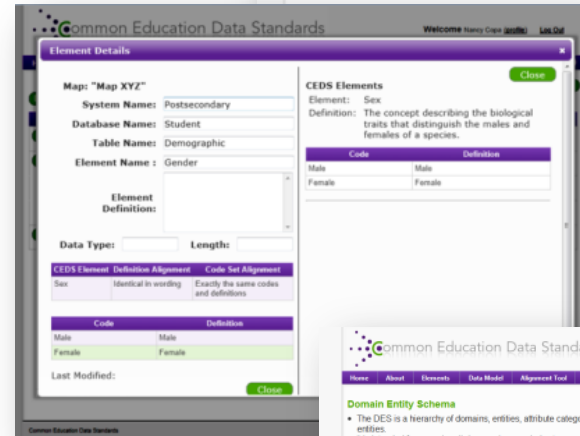 Common Education Data Standards
Welcome Nancy Copa (profile) Log Out
Element Details
Close
Map: "Map XYZ"
System Name: Postsecondary
Database Name: Student
Table Name: Demographic
Element Name : Gender
Element
Definition:
Data Type:
Length:
CEDS Element Definition Alignment Code Set Alignment
Sex Identical in wording Exactly the same codes
and definitions
Code Definition
Male Male
Female Female
Last Modified:
Close
CEDS Elements
Element: Sex
Definition: The concept describing the biological
traits that distinguish the males and
females of a species.
Code Definition
Male Male
Female Female
Common Education Data Standards
Common Education Data Standa
Home About Elements Data Model Alignment Tool
Domain Entity Schema
• The DES is a hierarchy of domains, entities, attribute catego
entities.